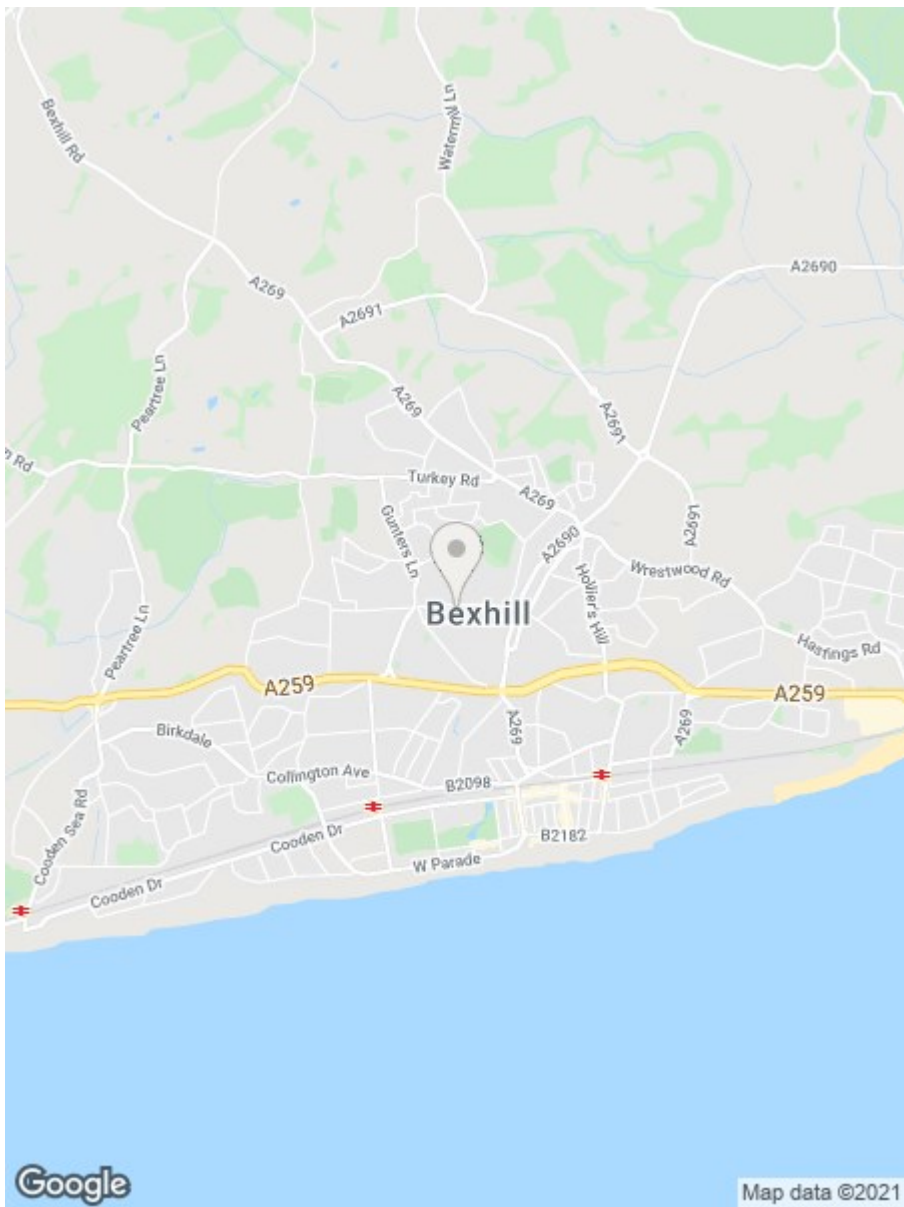 Bexhill Rd
Watermill Ln
A2690
A269
A2691
Peartree Ln
A269
A2691
Turkey Rd
A269
A2691
n Rd
Gunters Ln
A2690
Wrestwood Rd
Bexhill
Hollier's Hill
Peartree Ln
Hastings Rd
A259
A259
Birkdale
A269
A269
Collington Ave
B2098
Cooden Sea Rd
Cooden Dr
B2182
W Parade
Cooden Dr
Google
Map data ©2021